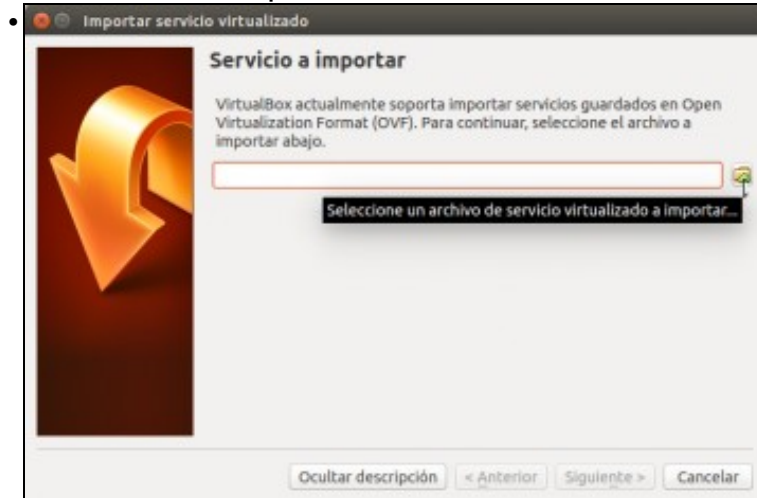 Importar servicio virtualizado
Servicio a importar
VirtualBox actualmente soporta importar servicios guardados en Open
Virtualization Format (OVF). Para continuar, seleccione el archivo a
importar abajo.
Seleccione un archivo de servicio virtualizado a importar...
Ocultar descripción < Anterior Siguiente > Cancelar